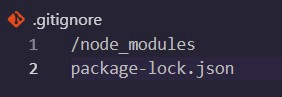 .gitignore
1 /node_modules
2 package-lock.json